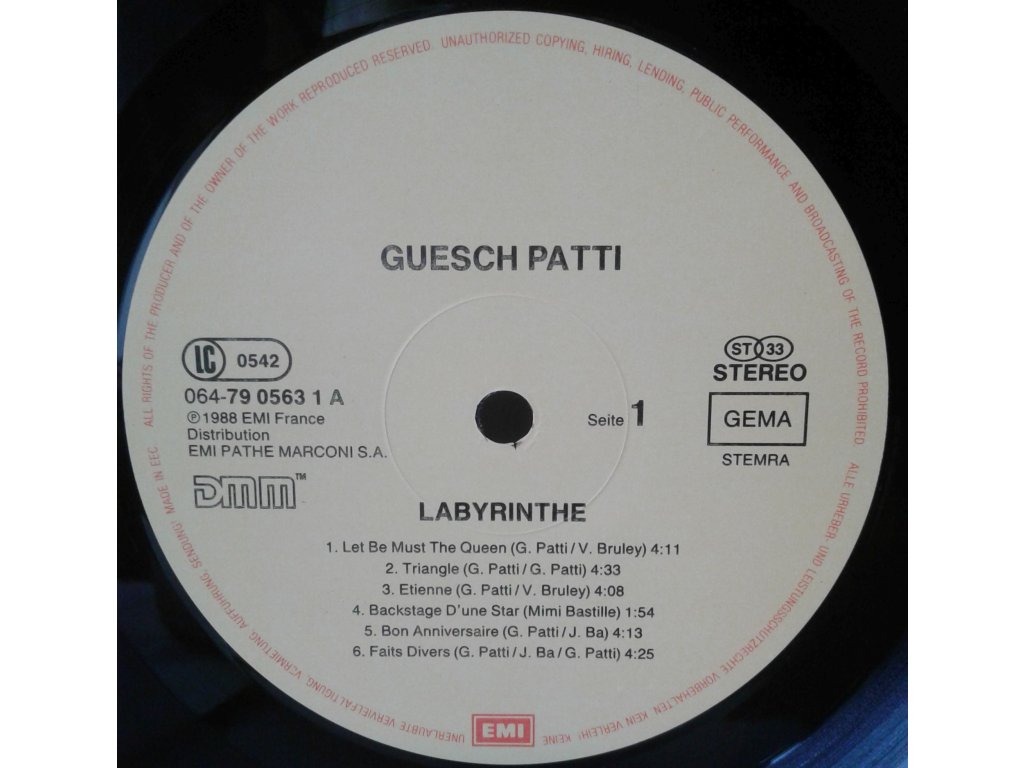 ALL RIGHTS OF THE PRODUCER AND OF THE OWNER OF THE WORK REPRODUCED RESERVED. UNAUTHORIZED COPYING, HIRING, LENDING, PUBLIC PERFORMANCE AND BROADCASTING OF THE RECORD PROHIBITED
GUESCH PATTI
LC 0542
064-79 0563 1 A
℗1988 EMI France
Distribution
EMI PATHE MARCONI S.A.
DMM™
ST 33
STEREO
GEMA
STEMRA
Seite 1
LABYRINTHE
1. Let Be Must The Queen (G. Patti/V. Bruley) 4:11
2. Triangle (G. Patti/G. Patti) 4:33
3. Etienne (G. Patti/V. Bruley) 4:08
4. Backstage D'une Star (Mimi Bastille) 1:54
5. Bon Anniversaire (G. Patti/J. Ba) 4:13
6. Faits Divers (G. Patti/J. Ba/G. Patti) 4:25
EMI
ALLE URHEBER- UND LEISTUNGSSCHUTZRECHTE VORBEHALTEN KEIN VERLEIH! KEINE UNERLAUBTE VERVIELFÄLTIGUNG, VERMIETUNG, AUFFÜHRUNG, SENDUNG! MADE IN EEC